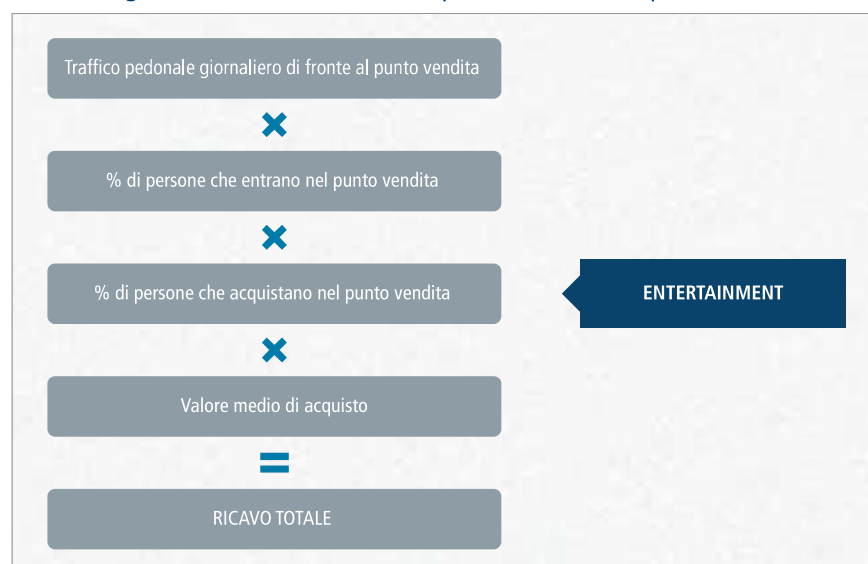 Traffico pedonale giornaliero di fronte al punto vendita
% di persone che entrano nel punto vendita
% di persone che acquistano nel punto vendita
ENTERTAINMENT
Valore medio di acquisto
RICAVO TOTALE